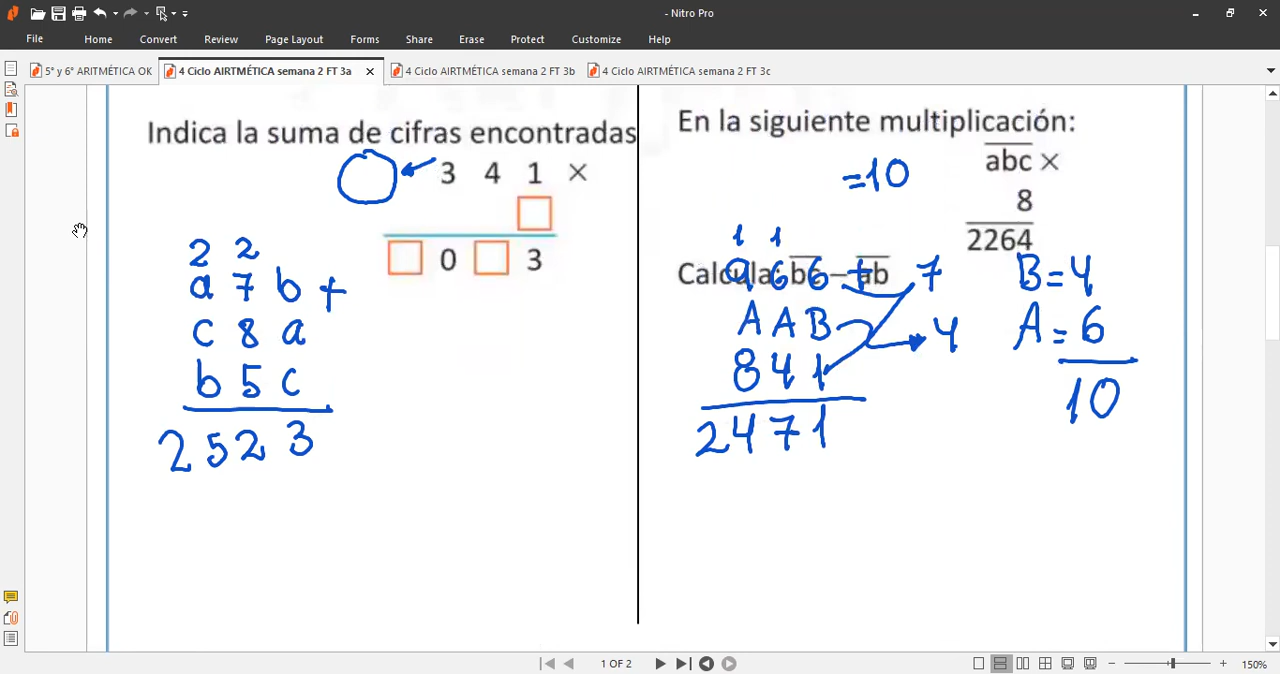 - Nitro Pro
File Home Convert Review Page Layout Forms Share Erase Protect Customize Help
5° y 6° ARITMÉTICA OK 4 Ciclo AIRTMÉTICA semana 2 FT 3a 4 Ciclo AIRTMÉTICA semana 2 FT 3b 4 Ciclo AIRTMÉTICA semana 2 FT 3c
Indica la suma de cifras encontradas
3 4 1 ×
0 3
2 2
a 7 b +
c 8 a
b 5 c
2 5 2 3
En la siguiente multiplicación:
abc ×
8
2264
=10
Calcula: bc – ab
1 1
9 6 6 + 7
A A B 4
8 4 1
2 4 7 1
B = 4
A = 6
10
1 OF 2
150%